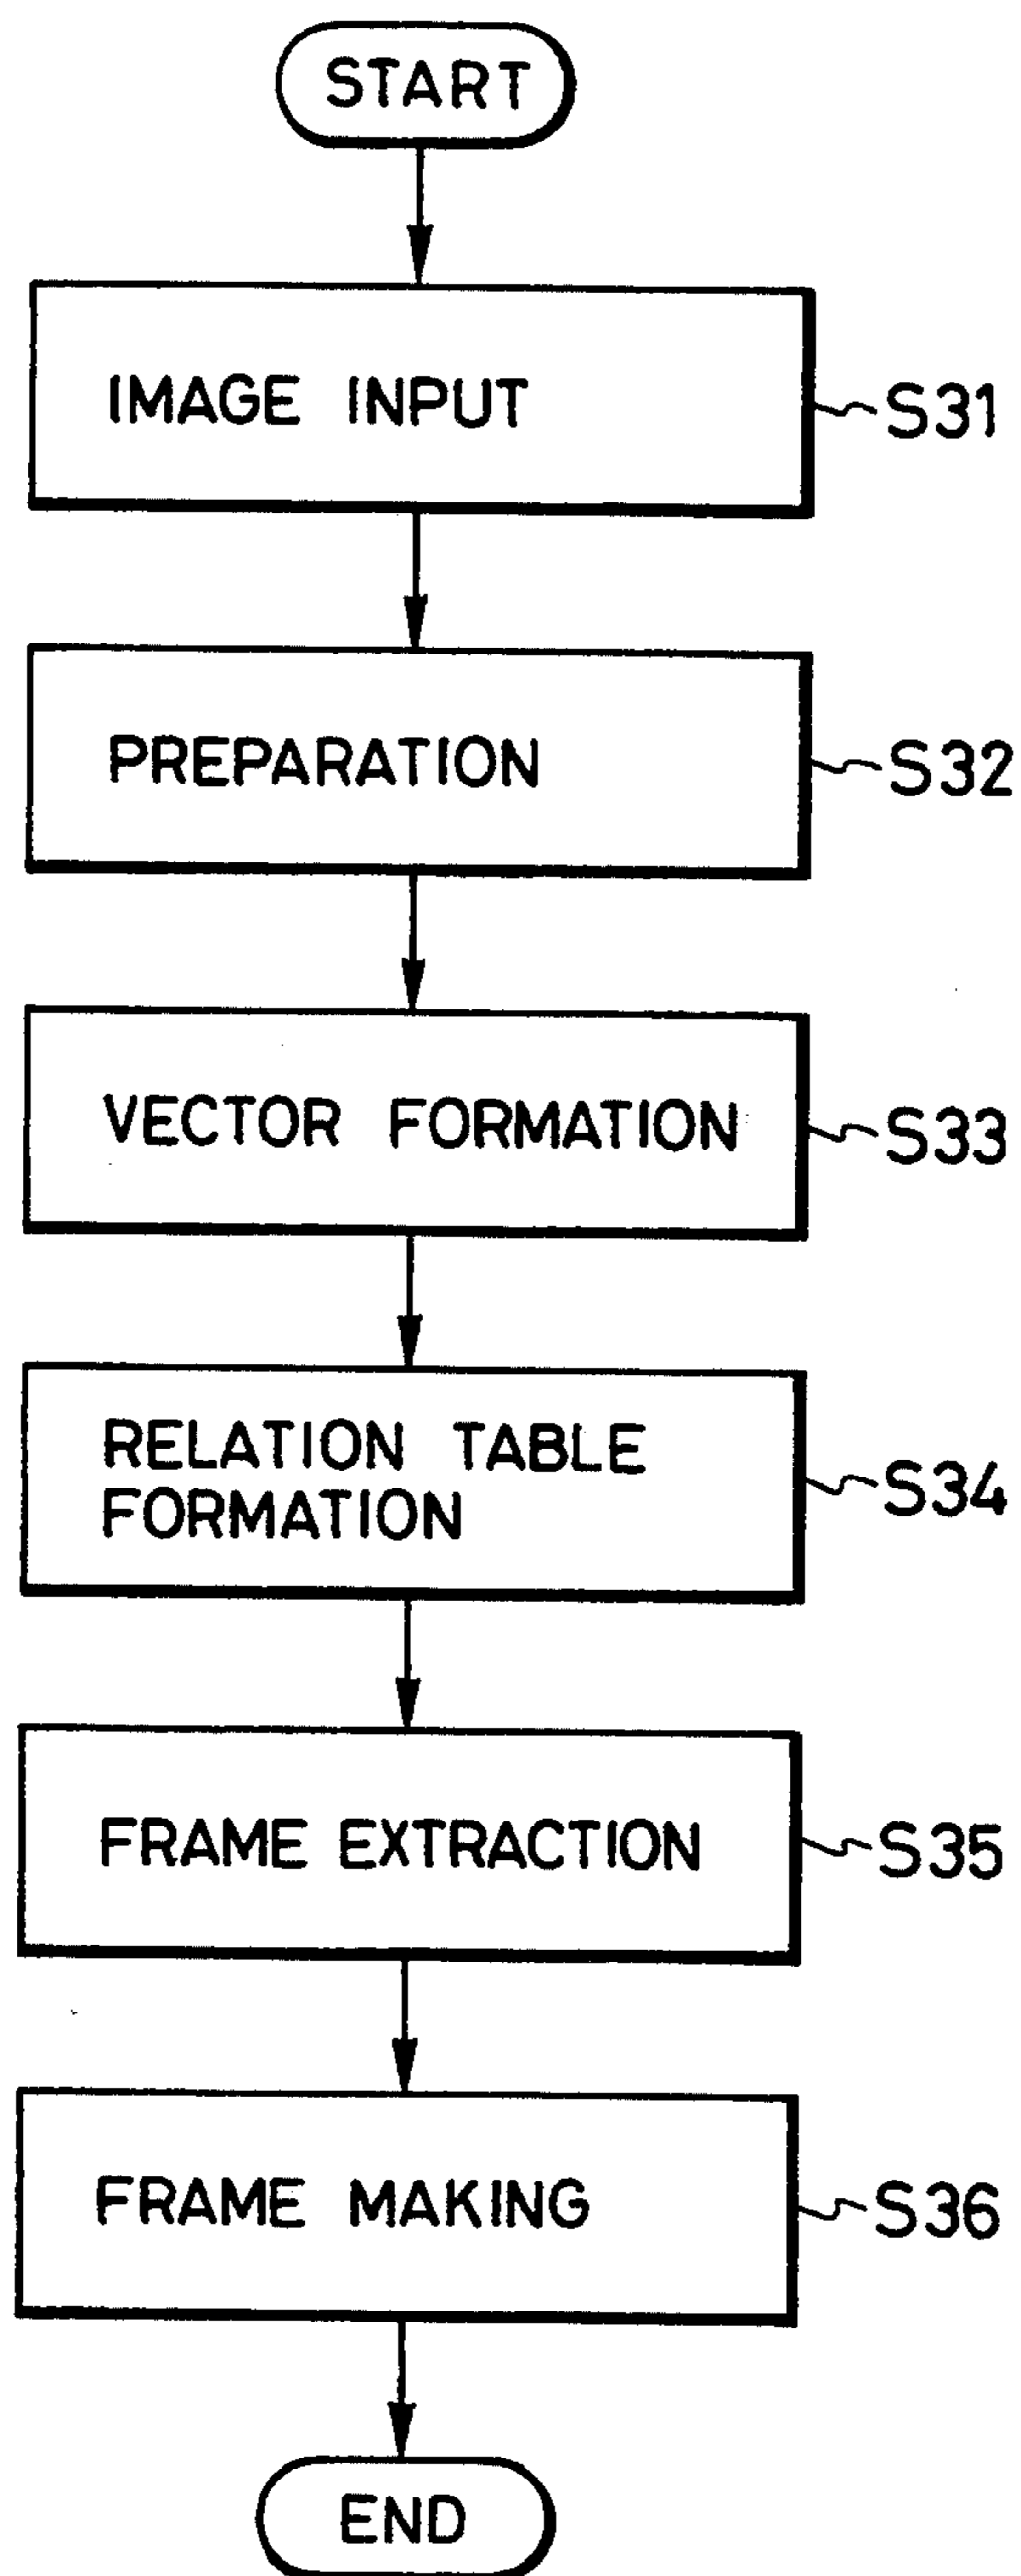 START
IMAGE INPUT
S31
PREPARATION
S32
VECTOR FORMATION
S33
RELATION TABLE
FORMATION
S34
FRAME EXTRACTION
S35
FRAME MAKING
S36
END